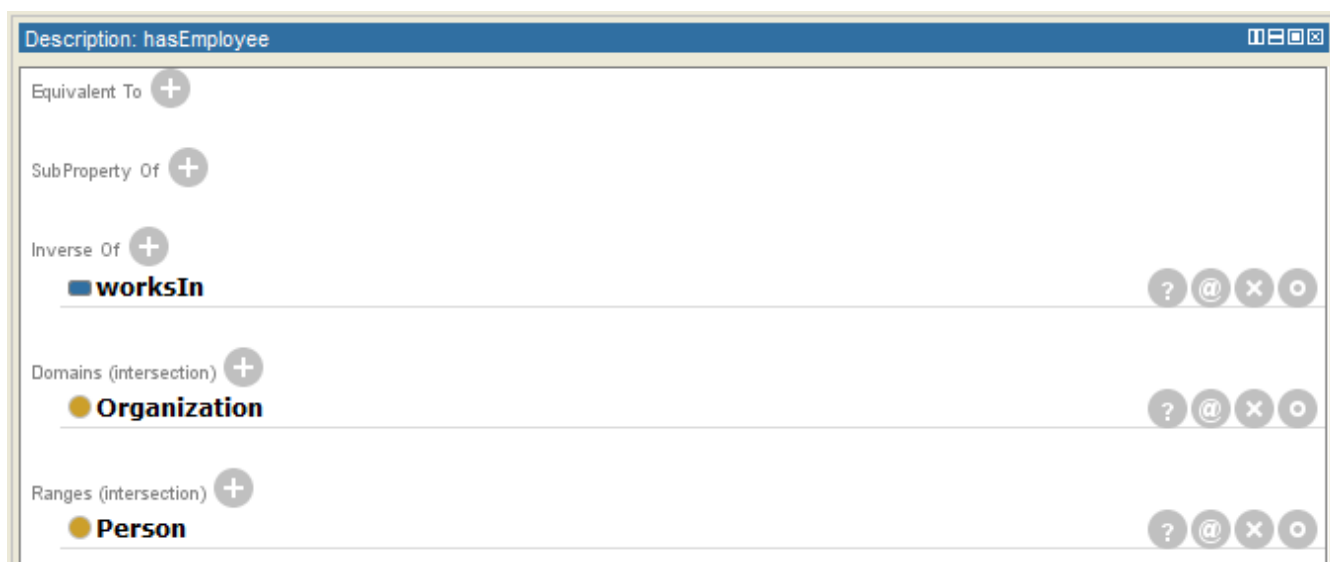 Description: hasEmployee
Equivalent To
SubProperty Of
Inverse Of
worksIn
Domains (intersection)
Organization
Ranges (intersection)
Person